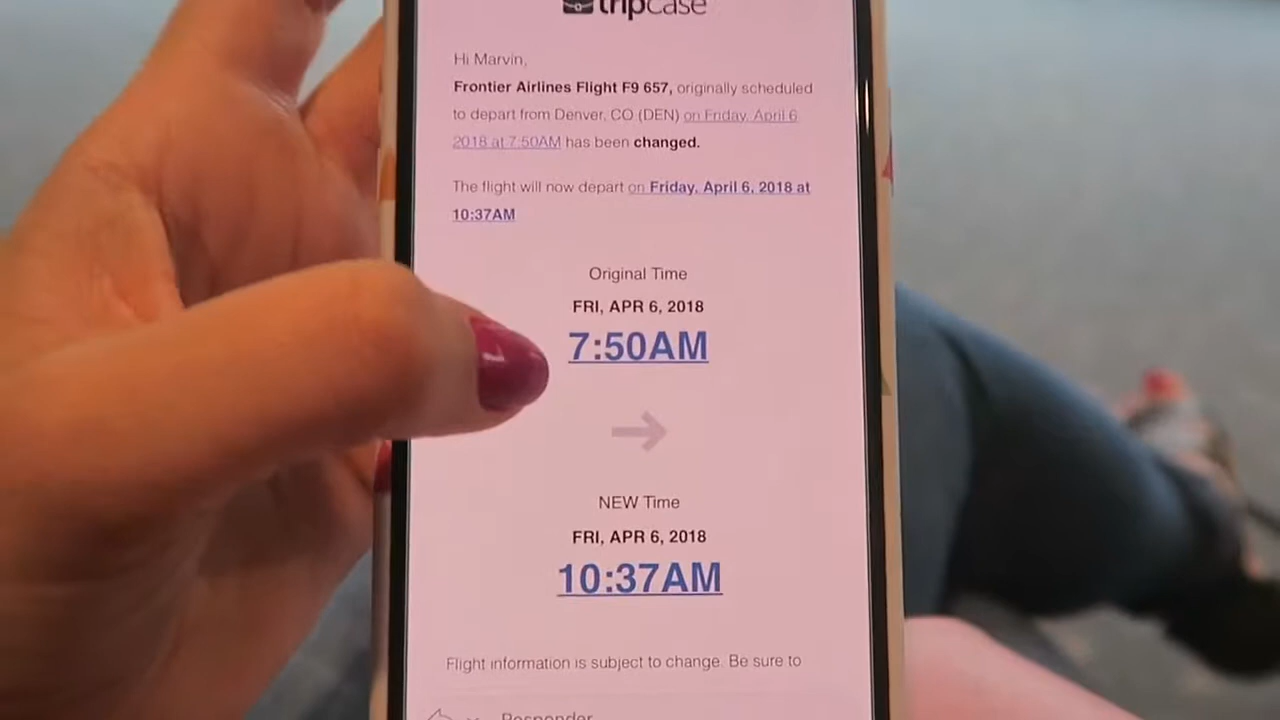 tripcase
Hi Marvin,
Frontier Airlines Flight F9 657, originally scheduled
to depart from Denver, CO (DEN) on Friday, April 6,
2018 at 7:50AM has been changed.
The flight will now depart on Friday, April 6, 2018 at
10:37AM
Original Time
FRI, APR 6, 2018
7:50AM
NEW Time
FRI, APR 6, 2018
10:37AM
Flight information is subject to change. Be sure to
Responder